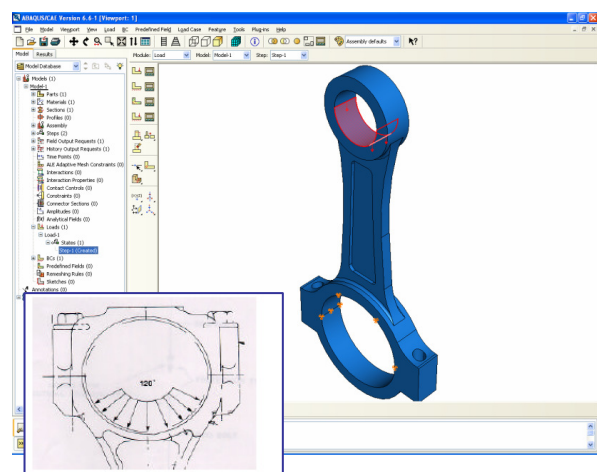 ABAQUS/CAE Version 6.6-1 [Viewport: 1]
File Model Viewport View Load BC Predefined Field Load Case Feature Tools Plug-ins Help
Assembly defaults
Model Results
Module: Load Model: Model-1 Step: Step-1
Model Database
Models (1)
Model-1
Parts (1)
Materials (1)
Sections (1)
Profiles (0)
Assembly
Steps (2)
Field Output Requests (1)
History Output Requests (1)
Time Points (0)
ALE Adaptive Mesh Constraints (0)
Interactions (0)
Interaction Properties (0)
Contact Controls (0)
Constraints (0)
Connector Sections (0)
Amplitudes (0)
Analytical Fields (0)
Loads (1)
Load-1
States (1)
Step-1 (Created)
BCs (1)
Predefined Fields (0)
Remeshing Rules (0)
Sketches (0)
Annotations (0)
120°